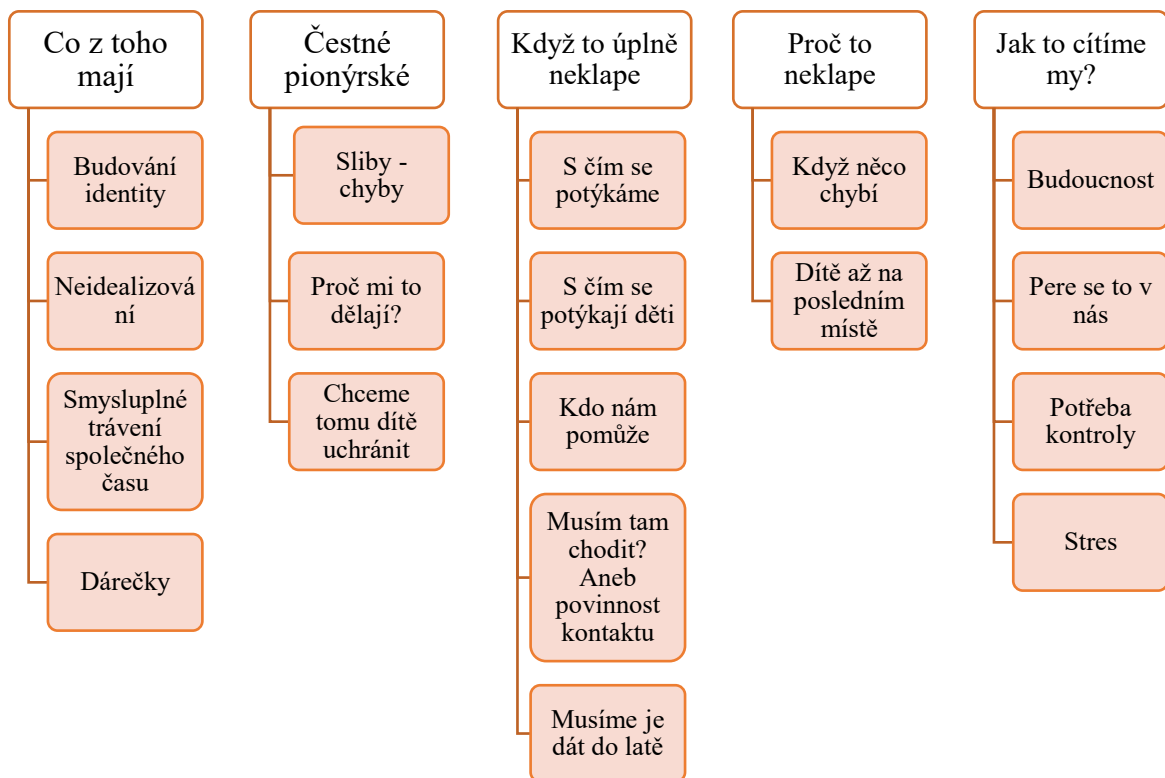 Co z toho
mají
Budování
identity
Neidealizová
ní
Smysluplné
trávení
společného
času
Dárečky
Čestné
pionýrské
Sliby -
chyby
Proč mi to
dělají?
Chceme
tomu dítě
uchránit
Když to úplně
neklape
S čím se
potýkáme
S čím se
potýkají děti
Kdo nám
pomůže
Musím tam
chodit?
Aneb
povinnost
kontaktu
Musíme je
dát do latě
Proč to
neklape
Když něco
chybí
Dítě až na
posledním
místě
Jak to cítíme
my?
Budoucnost
Pere se to v
nás
Potřeba
kontroly
Stres